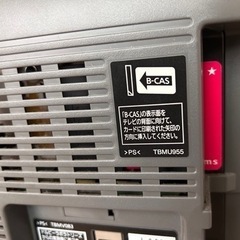 B-CAS
「B-CAS」の表示面を
テレビの背面に向けて、
カードに印刷された矢印の
方向に挿入してください。
>PS< TBMU955
>PS<